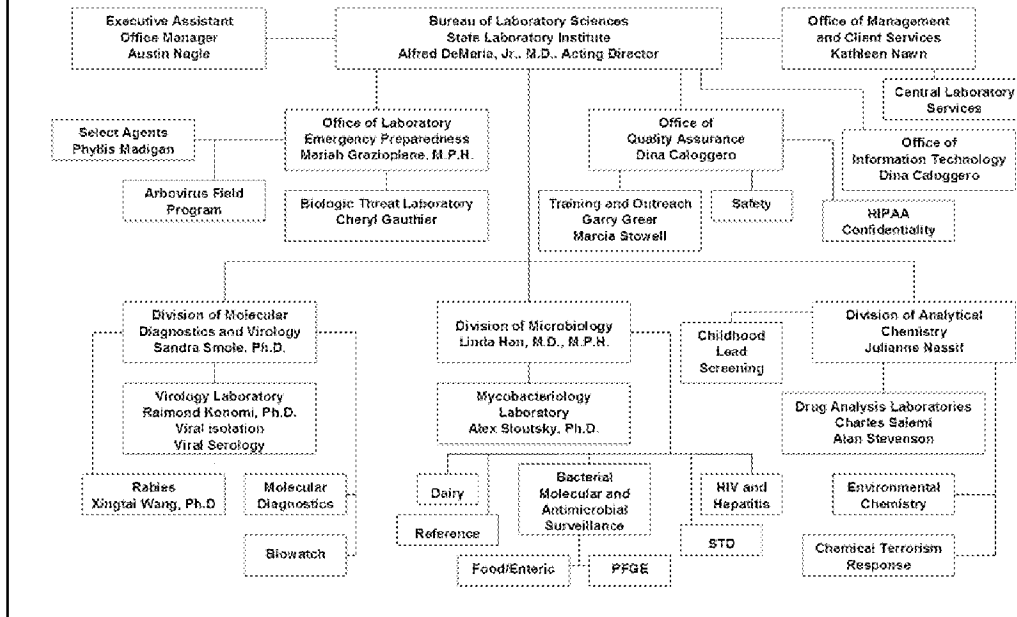 Executive Assistant
Office Manager
Austin Nagle
Bureau of Laboratory Sciences
State Laboratory Institute
Alfred DeMaria, Jr., M.D., Acting Director
Office of Management
and Client Services
Kathleen Nawn
Central Laboratory
Services
Select Agents
Phyllis Madigan
Office of Laboratory
Emergency Preparedness
Mariah Grazioplene, M.P.H.
Office of
Quality Assurance
Dina Caloggero
Office of
Information Technology
Dina Caloggero
Arbovirus Field
Program
Biologic Threat Laboratory
Cheryl Gauthier
Training and Outreach
Garry Greer
Marcia Stowell
Safety
HIPAA
Confidentiality
Division of Molecular
Diagnostics and Virology
Sandra Smole, Ph.D.
Division of Microbiology
Linda Han, M.D., M.P.H.
Childhood
Lead
Screening
Division of Analytical
Chemistry
Julianne Nassif
Virology Laboratory
Raimond Konomi, Ph.D.
Viral Isolation
Viral Serology
Mycobacteriology
Laboratory
Alex Sloutsky, Ph.D.
Drug Analysis Laboratories
Charles Salemi
Alan Stevenson
Rabies
Xingtai Wang, Ph.D
Molecular
Diagnostics
Dairy
Bacterial
Molecular and
Antimicrobial
Surveillance
HIV and
Hepatitis
Environmental
Chemistry
Reference
STD
Biowatch
Food/Enteric
PFGE
Chemical Terrorism
Response